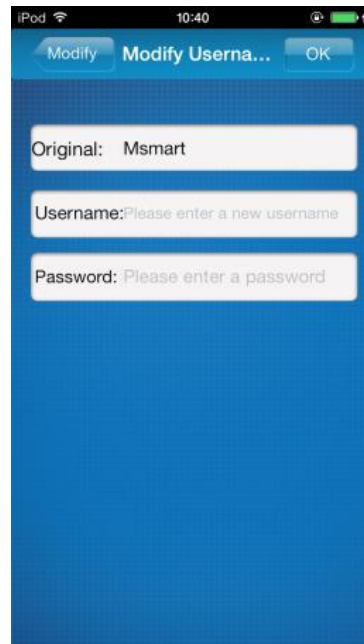 iPod 10:40
Modify Modify Userna... OK
Original: Msmart
Username: Please enter a new username
Password: Please enter a password